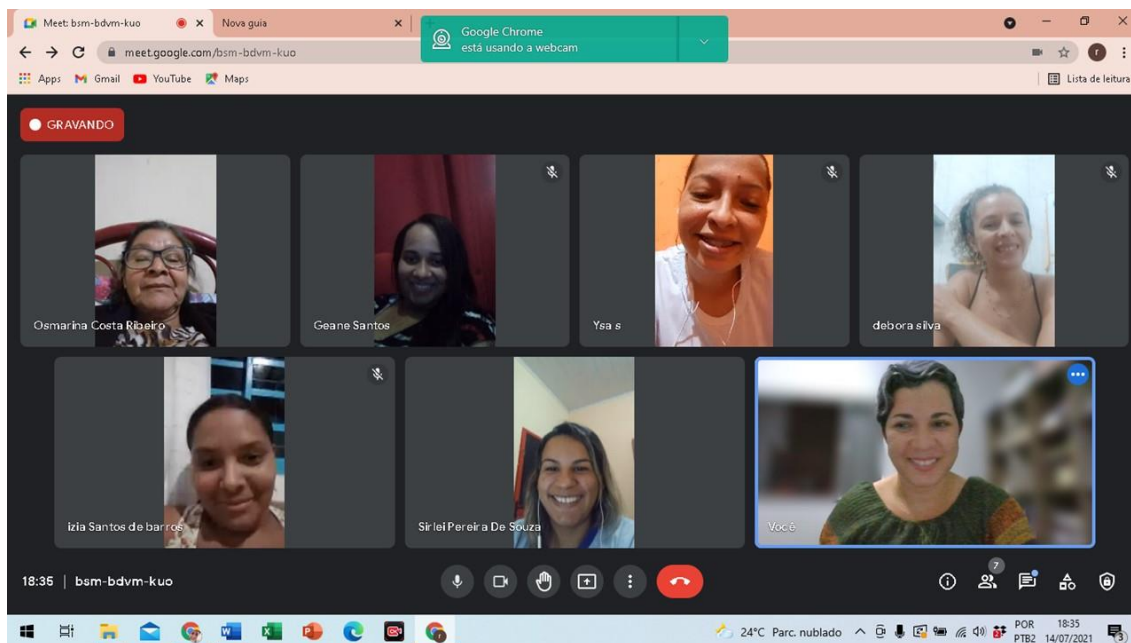 Meet: bsm-bdvm-kuo
Nova guia
Google Chrome
está usando a webcam
meet.google.com/bsm-bdvm-kuo
r
Apps
Gmail
YouTube
Maps
Lista de leitura
GRAVANDO
Osmarina Costa Ribeiro
Geane Santos
Ysa s
debora silva
izia Santos de barros
Sirlei Pereira De Souza
Você
18:35 | bsm-bdvm-kuo
7
24°C Parc. nublado
POR
PTB2
18:35
14/07/2021
3